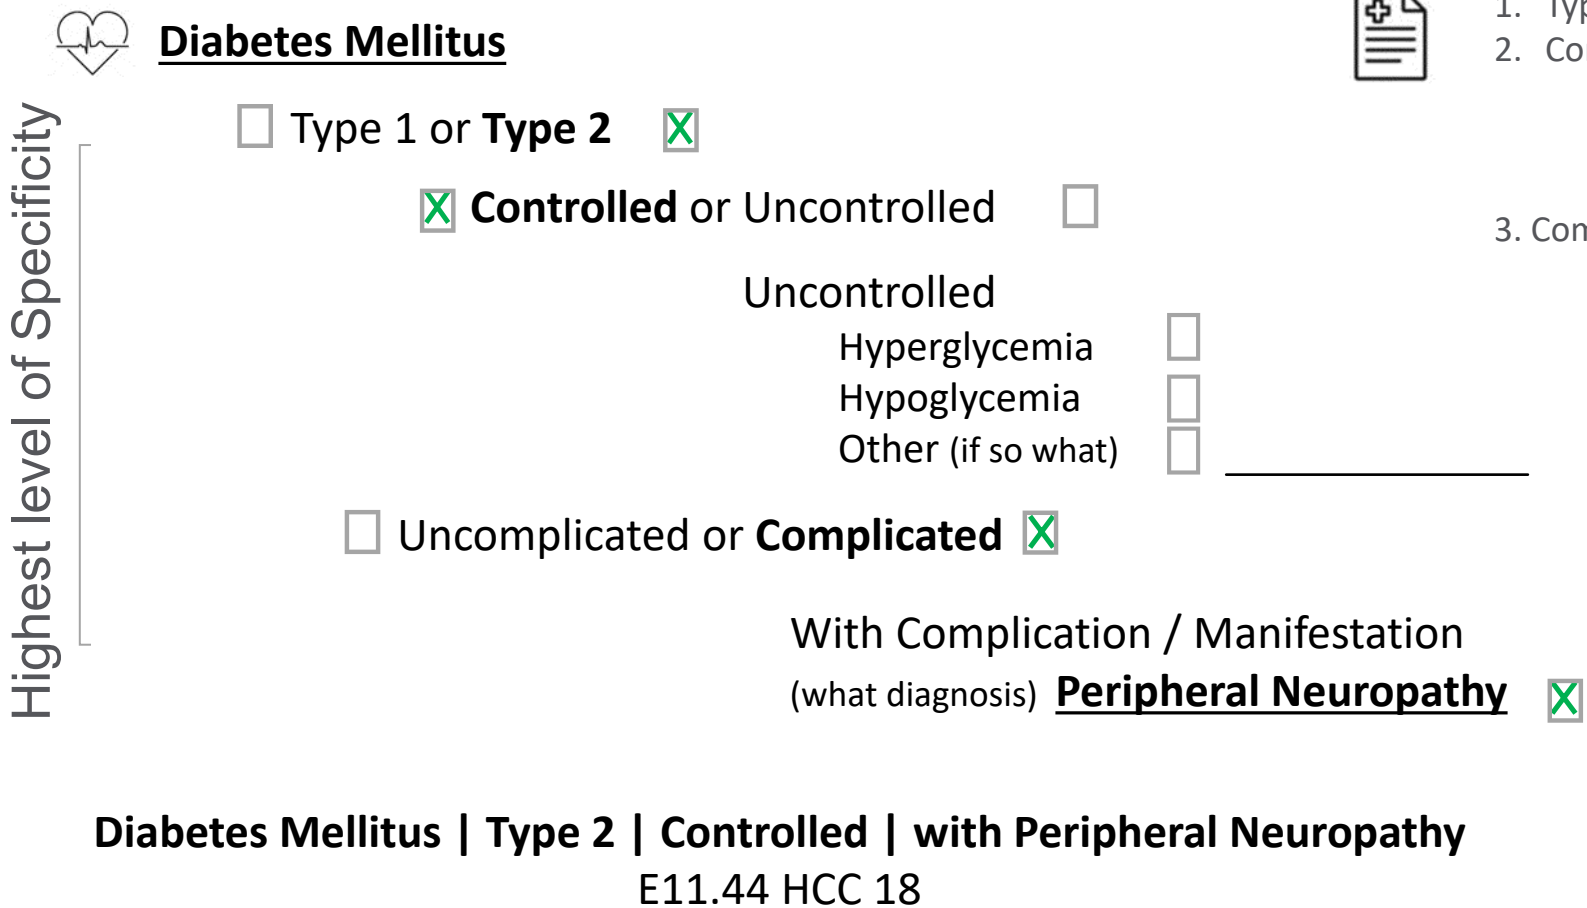 Diabetes Mellitus
Type 1 or Type 2 X
X Controlled or Uncontrolled
Uncontrolled
Hyperglycemia
Hypoglycemia
Other (if so what)
Uncomplicated or Complicated X
With Complication / Manifestation
(what diagnosis) Peripheral Neuropathy X
Diabetes Mellitus | Type 2 | Controlled | with Peripheral Neuropathy
E11.44 HCC 18
Highest level of Specificity
1.
2.
3.